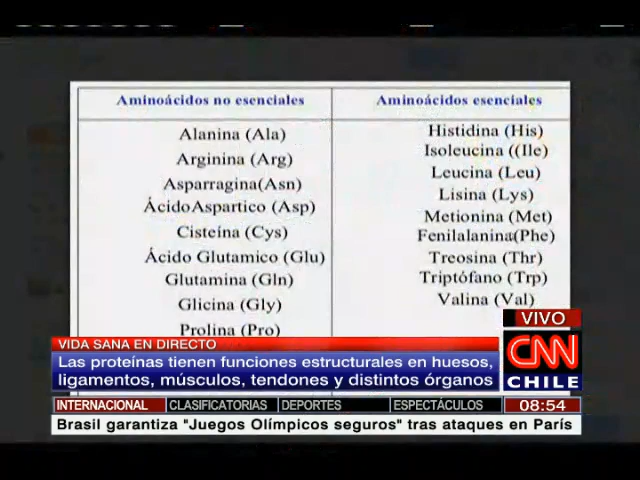 Aminoácidos no esenciales
Aminoácidos esenciales
Alanina (Ala)
Arginina (Arg)
Asparragina(Asn)
ÁcidoAspartico (Asp)
Cisteína (Cys)
Ácido Glutamico (Glu)
Glutamina (Gln)
Glicina (Gly)
Prolina (Pro)
Histidina (His)
Isoleucina ((Ile)
Leucina (Leu)
Lisina (Lys)
Metionina (Met)
Fenilalanina(Phe)
Treosina (Thr)
Triptófano (Trp)
Valina (Val)
VIVO
CNN
CHILE
VIDA SANA EN DIRECTO
Las proteínas tienen funciones estructurales en huesos,
ligamentos, músculos, tendones y distintos órganos
INTERNACIONAL CLASIFICATORIAS DEPORTES ESPECTÁCULOS 08:54
Brasil garantiza "Juegos Olímpicos seguros" tras ataques en París